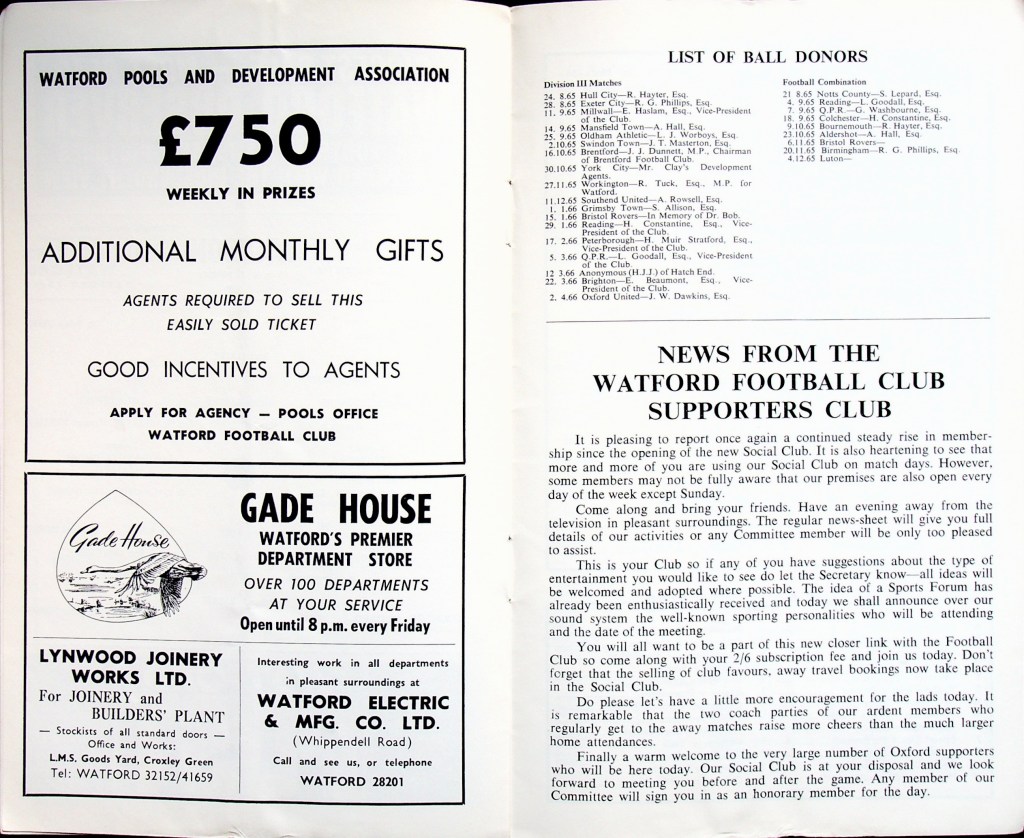 WATFORD POOLS AND DEVELOPMENT ASSOCIATION
£750
WEEKLY IN PRIZES
ADDITIONAL MONTHLY GIFTS
AGENTS REQUIRED TO SELL THIS
EASILY SOLD TICKET
GOOD INCENTIVES TO AGENTS
APPLY FOR AGENCY — POOLS OFFICE
WATFORD FOOTBALL CLUB
Gade House
GADE HOUSE
WATFORD'S PREMIER
DEPARTMENT STORE
OVER 100 DEPARTMENTS
AT YOUR SERVICE
Open until 8 p.m. every Friday
LYNWOOD JOINERY
WORKS LTD.
For JOINERY and
BUILDERS' PLANT
— Stockists of all standard doors —
Office and Works:
L.M.S. Goods Yard, Croxley Green
Tel: WATFORD 32152/41659
Interesting work in all departments
in pleasant surroundings at
WATFORD ELECTRIC
& MFG. CO. LTD.
(Whippendell Road)
Call and see us, or telephone
WATFORD 28201
LIST OF BALL DONORS
Division III Matches
24. 8.65 Hull City—R. Hayter, Esq.
28. 8.65 Exeter City—R. G. Phillips, Esq.
11. 9.65 Millwall—E. Haslam, Esq., Vice-President
of the Club.
14. 9.65 Mansfield Town—A. Hall, Esq.
25. 9.65 Oldham Athletic—L. J. Worboys, Esq.
2.10.65 Swindon Town—J. T. Masterton, Esq.
16.10.65 Brentford—J. J. Dunnett, M.P., Chairman
of Brentford Football Club.
30.10.65 York City—Mr. Clay's Development
Agents.
27.11.65 Workington—R. Tuck, Esq., M.P. for
Watford.
11.12.65 Southend United—A. Rowsell, Esq.
1. 1.66 Grimsby Town—S. Allison, Esq.
15. 1.66 Bristol Rovers—In Memory of Dr. Bob.
29. 1.66 Reading—H. Constantine, Esq., Vice-
President of the Club.
17. 2.66 Peterborough—H. Muir Stratford, Esq.,
Vice-President of the Club.
5. 3.66 Q.P.R.—L. Goodall, Esq., Vice-President
of the Club.
12 3.66 Anonymous (H.J.J.) of Hatch End.
22. 3.66 Brighton—E. Beaumont, Esq., Vice-
President of the Club.
2. 4.66 Oxford United—J. W. Dawkins, Esq.
Football Combination
21 8.65 Notts County—S. Lepard, Esq.
4. 9.65 Reading—L. Goodall, Esq.
7. 9.65 Q.P.R.—G. Washbourne, Esq.
18. 9.65 Colchester—H. Constantine, Esq.
9.10.65 Bournemouth—R. Hayter, Esq.
23.10.65 Aldershot—A. Hall, Esq.
6.11.65 Bristol Rovers—
20.11.65 Birmingham—R. G. Phillips, Esq.
4.12.65 Luton—
NEWS FROM THE
WATFORD FOOTBALL CLUB
SUPPORTERS CLUB
It is pleasing to report once again a continued steady rise in member-
ship since the opening of the new Social Club. It is also heartening to see that
more and more of you are using our Social Club on match days. However,
some members may not be fully aware that our premises are also open every
day of the week except Sunday.
Come along and bring your friends. Have an evening away from the
television in pleasant surroundings. The regular news-sheet will give you full
details of our activities or any Committee member will be only too pleased
to assist.
This is your Club so if any of you have suggestions about the type of
entertainment you would like to see do let the Secretary know—all ideas will
be welcomed and adopted where possible. The idea of a Sports Forum has
already been enthusiastically received and today we shall announce over our
sound system the well-known sporting personalities who will be attending
and the date of the meeting.
You will all want to be a part of this new closer link with the Football
Club so come along with your 2/6 subscription fee and join us today. Don't
forget that the selling of club favours, away travel bookings now take place
in the Social Club.
Do please let's have a little more encouragement for the lads today. It
is remarkable that the two coach parties of our ardent members who
regularly get to the away matches raise more cheers than the much larger
home attendances.
Finally a warm welcome to the very large number of Oxford supporters
who will be here today. Our Social Club is at your disposal and we look
forward to meeting you before and after the game. Any member of our
Committee will sign you in as an honorary member for the day.